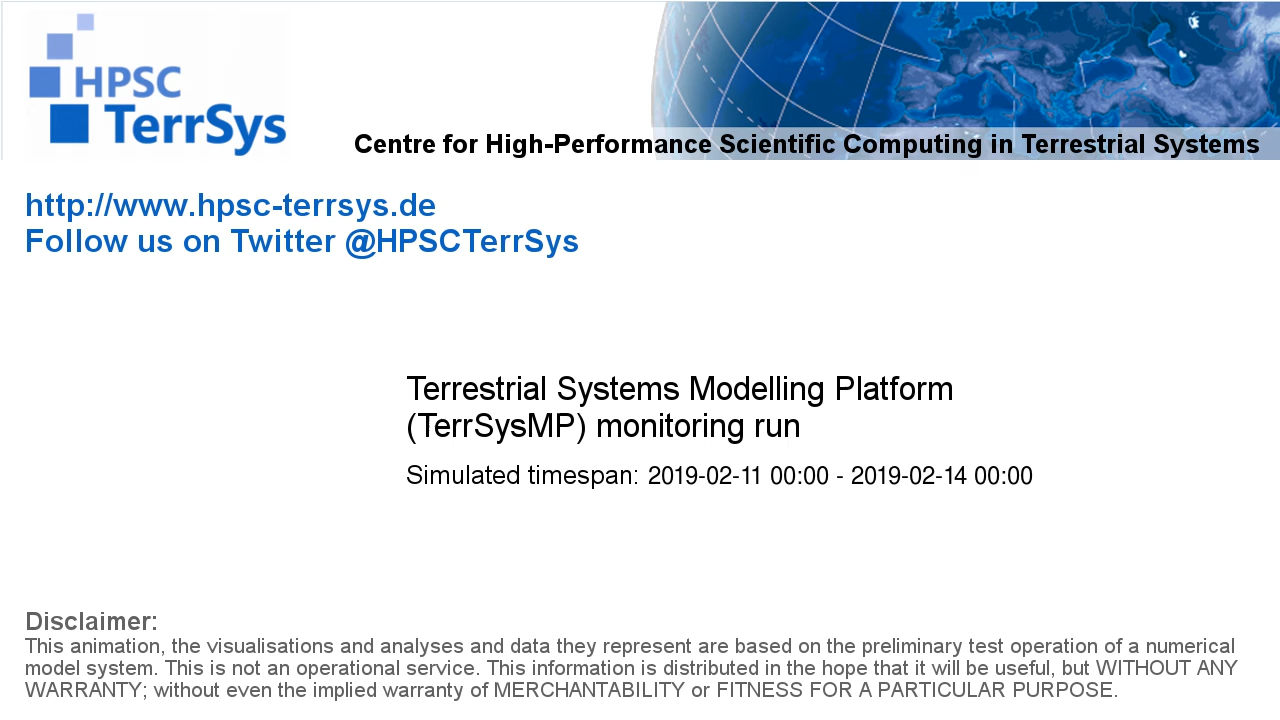 HPSC
TerrSys
Centre for High-Performance Scientific Computing in Terrestrial Systems
http://www.hpsc-terrsys.de
Follow us on Twitter @HPSCTerrSys
Terrestrial Systems Modelling Platform
(TerrSysMP) monitoring run
Simulated timespan: 2019-02-11 00:00 - 2019-02-14 00:00
Disclaimer:
This animation, the visualisations and analyses and data they represent are based on the preliminary test operation of a numerical
model system. This is not an operational service. This information is distributed in the hope that it will be useful, but WITHOUT ANY
WARRANTY; without even the implied warranty of MERCHANTABILITY or FITNESS FOR A PARTICULAR PURPOSE.